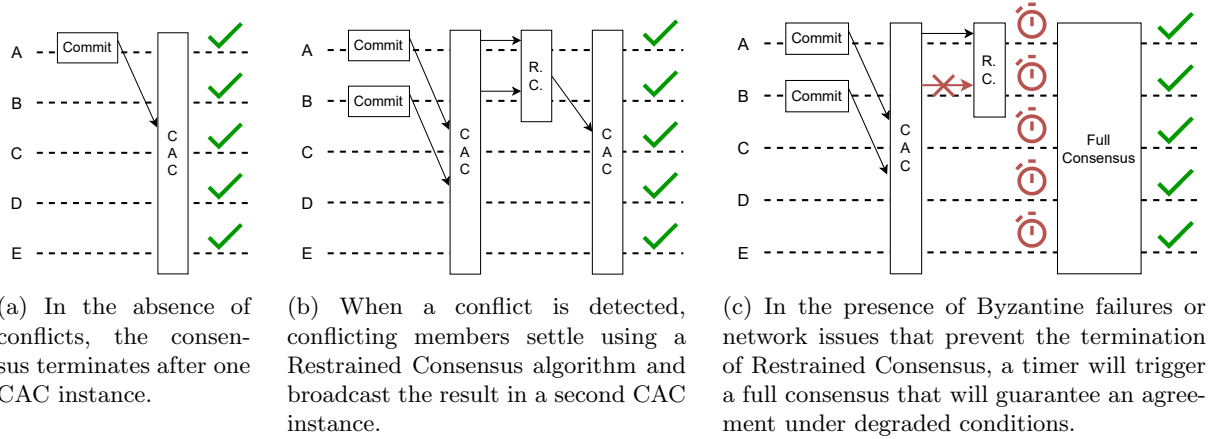 A
B
C
D
E
Commit
C
A
C
(a) In the absence of
conflicts, the consen-
sus terminates after one
CAC instance.
A
B
C
D
E
Commit
Commit
C
A
C
R.
C.
C
A
C
(b) When a conflict is detected,
conflicting members settle using a
Restrained Consensus algorithm and
broadcast the result in a second CAC
instance.
A
B
C
D
E
Commit
Commit
C
A
C
R.
C.
Full
Consensus
(c) In the presence of Byzantine failures or
network issues that prevent the termination
of Restrained Consensus, a timer will trigger
a full consensus that will guarantee an agree-
ment under degraded conditions.